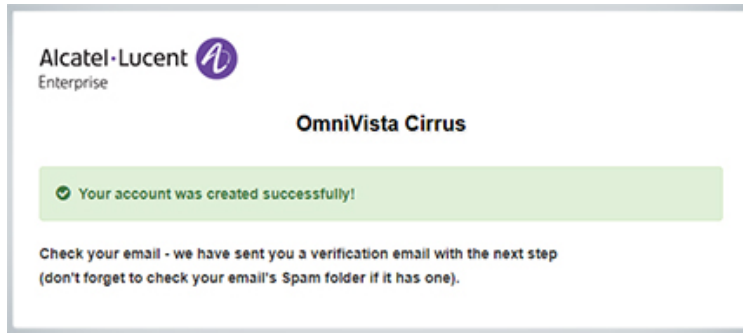 Alcatel·Lucent
Enterprise
OmniVista Cirrus
Your account was created successfully!
Check your email - we have sent you a verification email with the next step
(don't forget to check your email's Spam folder if it has one).